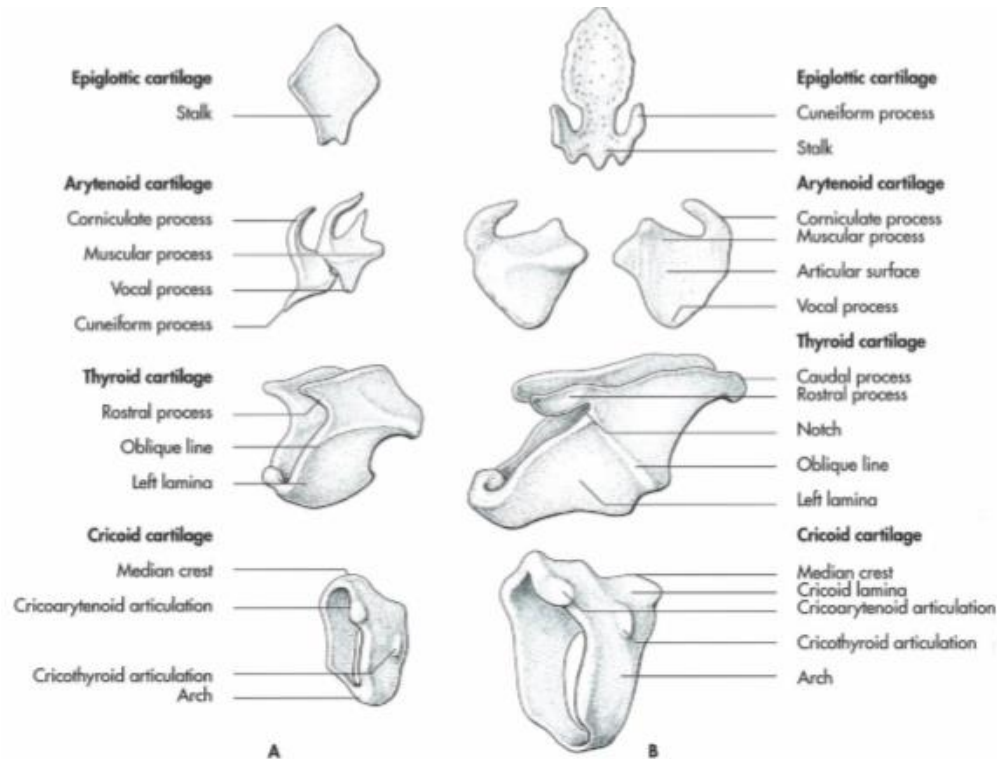 Epiglottic cartilage
Stalk
Arytenoid cartilage
Corniculate process
Muscular process
Vocal process
Cuneiform process
Thyroid cartilage
Rostral process
Oblique line
Left lamina
Cricoid cartilage
Median crest
Cricoarytenoid articulation
Cricothyroid articulation
Arch
A
Epiglottic cartilage
Cuneiform process
Stalk
Arytenoid cartilage
Corniculate process
Muscular process
Articular surface
Vocal process
Thyroid cartilage
Caudal process
Rostral process
Notch
Oblique line
Left lamina
Cricoid cartilage
Median crest
Cricoid lamina
Cricoarytenoid articulation
Cricothyroid articulation
Arch
B